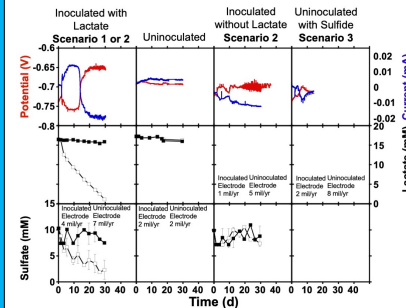 Inoculated with
Lactate
Scenario 1 or 2
Uninoculated
Inoculated
without Lactate
Scenario 2
Uninoculated
with Sulfide
Scenario 3
Potential (V)
-0.6
-0.65
-0.7
-0.75
-0.8
0.02
0.01
0
-0.01
-0.02
Current (mA)
20
15
10
5
0
Lactate (mM)
Inoculated Uninoculated
Electrode Electrode
4 mil/yr 7 mil/yr
Inoculated Uninoculated
Electrode Electrode
2 mil/yr 2 mil/yr
Inoculated Uninoculated
Electrode Electrode
1 mil/yr 5 mil/yr
Inoculated Uninoculated
Electrode Electrode
2 mil/yr 8 mil/yr
Sulfate (mM)
15
10
5
0
0 10 20 30 40 0 10 20 30 40 0 10 20 30 40 0 10 20 30 40
Time (d)